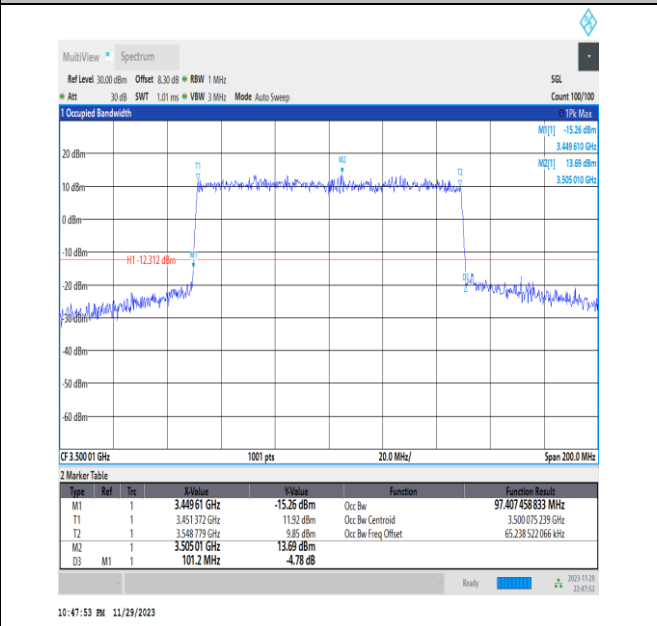 MultiView Spectrum
Ref Level 30.00 dBm Offset 8.30 dB RBW 1 MHz SGL
Att 30 dB SWT 1.01 ms VBW 3 MHz Mode Auto Sweep Count 100/100
1 Occupied Bandwidth 1Pk Max
M1[1] -15.26 dBm
3.449 610 GHz
M2[1] 13.69 dBm
3.505 010 GHz
20 dBm
M2
T1
T2
10 dBm
0 dBm
-10 dBm
M1
H1 -12.312 dBm
D3
-20 dBm
-30 dBm
-40 dBm
-50 dBm
-60 dBm
CF 3.500 01 GHz 1001 pts 20.0 MHz/ Span 200.0 MHz
2 Marker Table
Type Ref Trc X-Value Y-Value Function Function Result
M1 1 3.449 61 GHz -15.26 dBm Occ Bw 97.407 458 833 MHz
T1 1 3.451 372 GHz 11.92 dBm Occ Bw Centroid 3.500 075 239 GHz
T2 1 3.548 779 GHz 9.85 dBm Occ Bw Freq Offset 65.238 522 066 kHz
M2 1 3.505 01 GHz 13.69 dBm
D3 M1 1 101.2 MHz -4.78 dB
Ready 2023-11-29
22:47:53
10:47:53 PM 11/29/2023